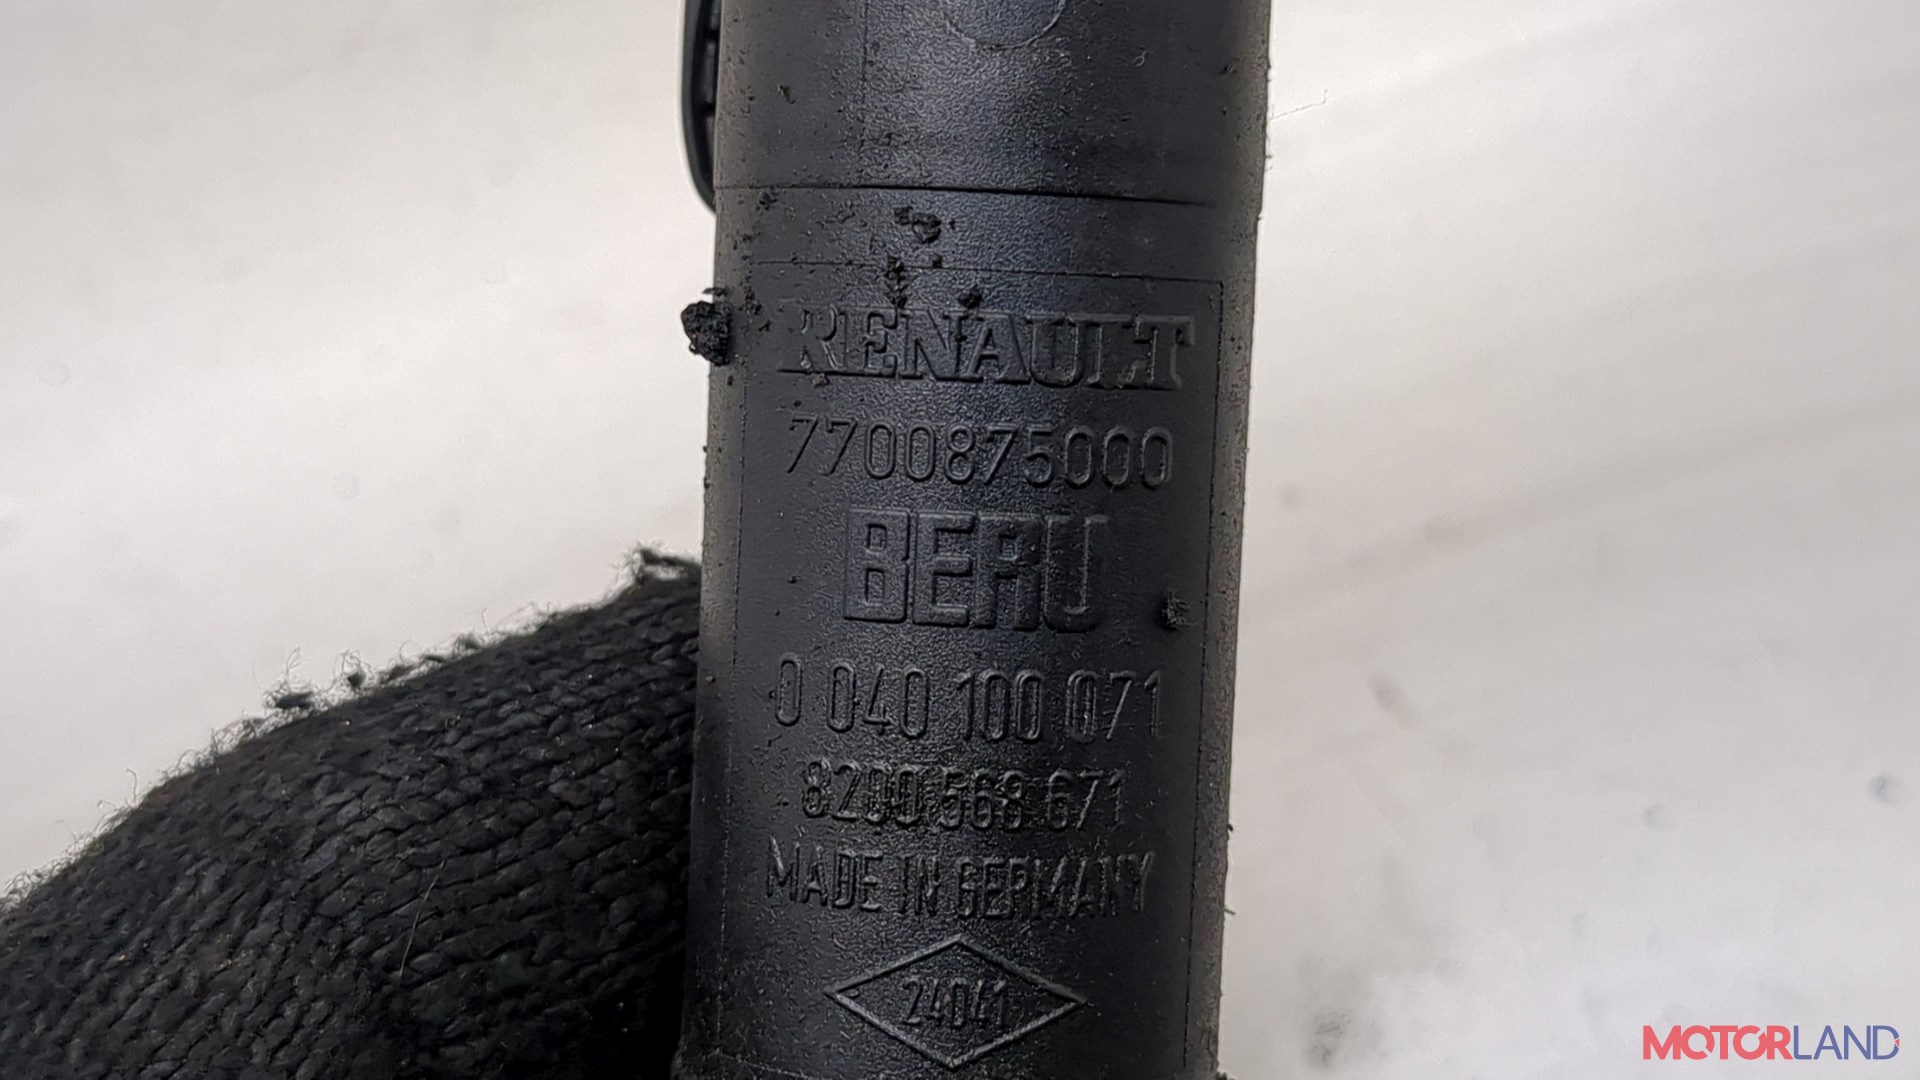 RENAULT
7700875000
BERU
0 040 100 071
8200 568 671
MADE IN GERMANY
24041
MOTORLAND